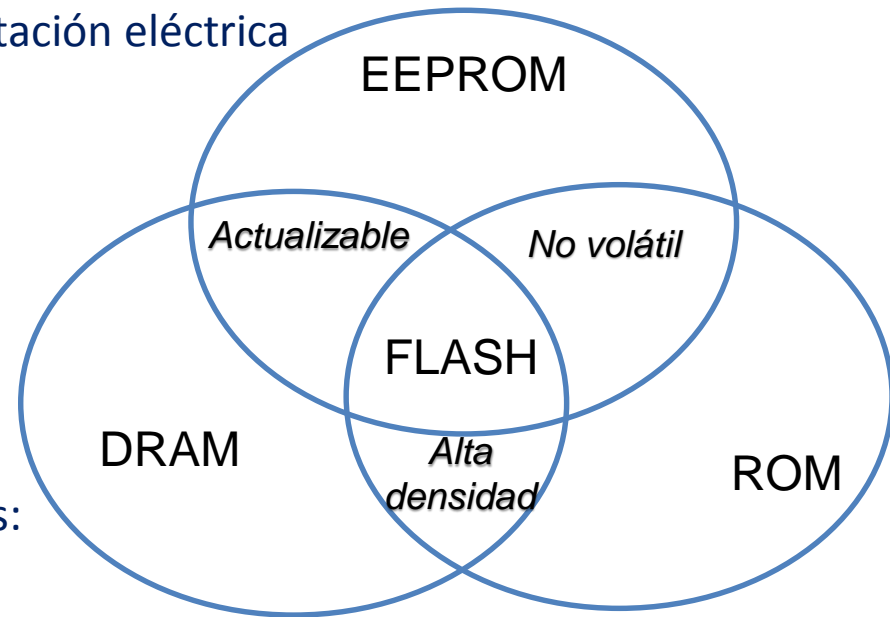 tación eléctrica
EEPROM
Actualizable
No volátil
FLASH
DRAM
Alta
densidad
ROM
s: